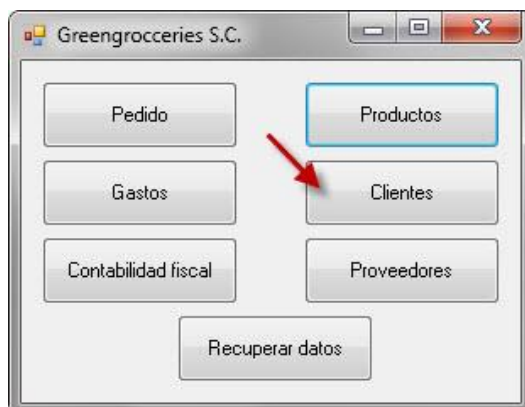 Greengrocceries S.C.
Pedido
Productos
Gastos
Clientes
Contabilidad fiscal
Proveedores
Recuperar datos